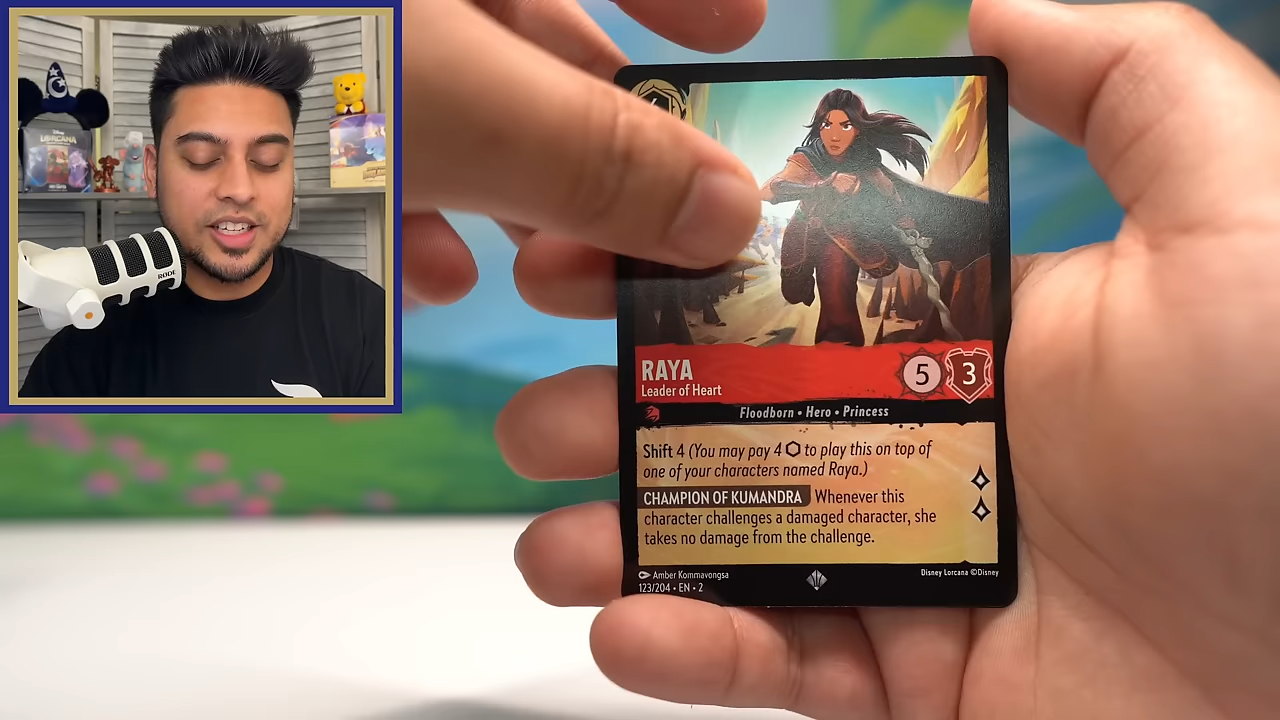 LORCANA
RØDE
RAYA
Leader of Heart
5
3
Floodborn • Hero • Princess
Shift 4 (You may pay 4 ⬡ to play this on top of
one of your characters named Raya.)
CHAMPION OF KUMANDRA Whenever this
character challenges a damaged character, she
takes no damage from the challenge.
Amber Kommavongsa
123/204 • EN • 2
Disney Lorcana ©Disney